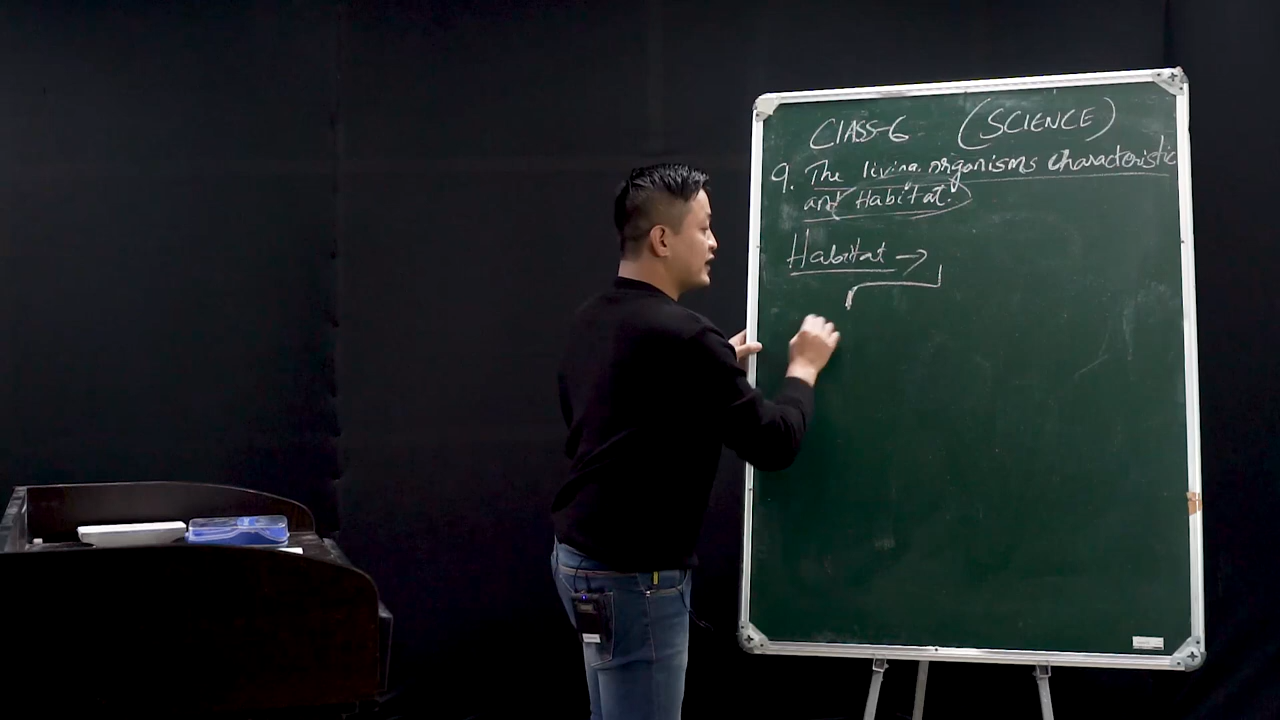 CLASS-6 (SCIENCE)
9. The living organisms characteristic
and Habitat.
Habitat →